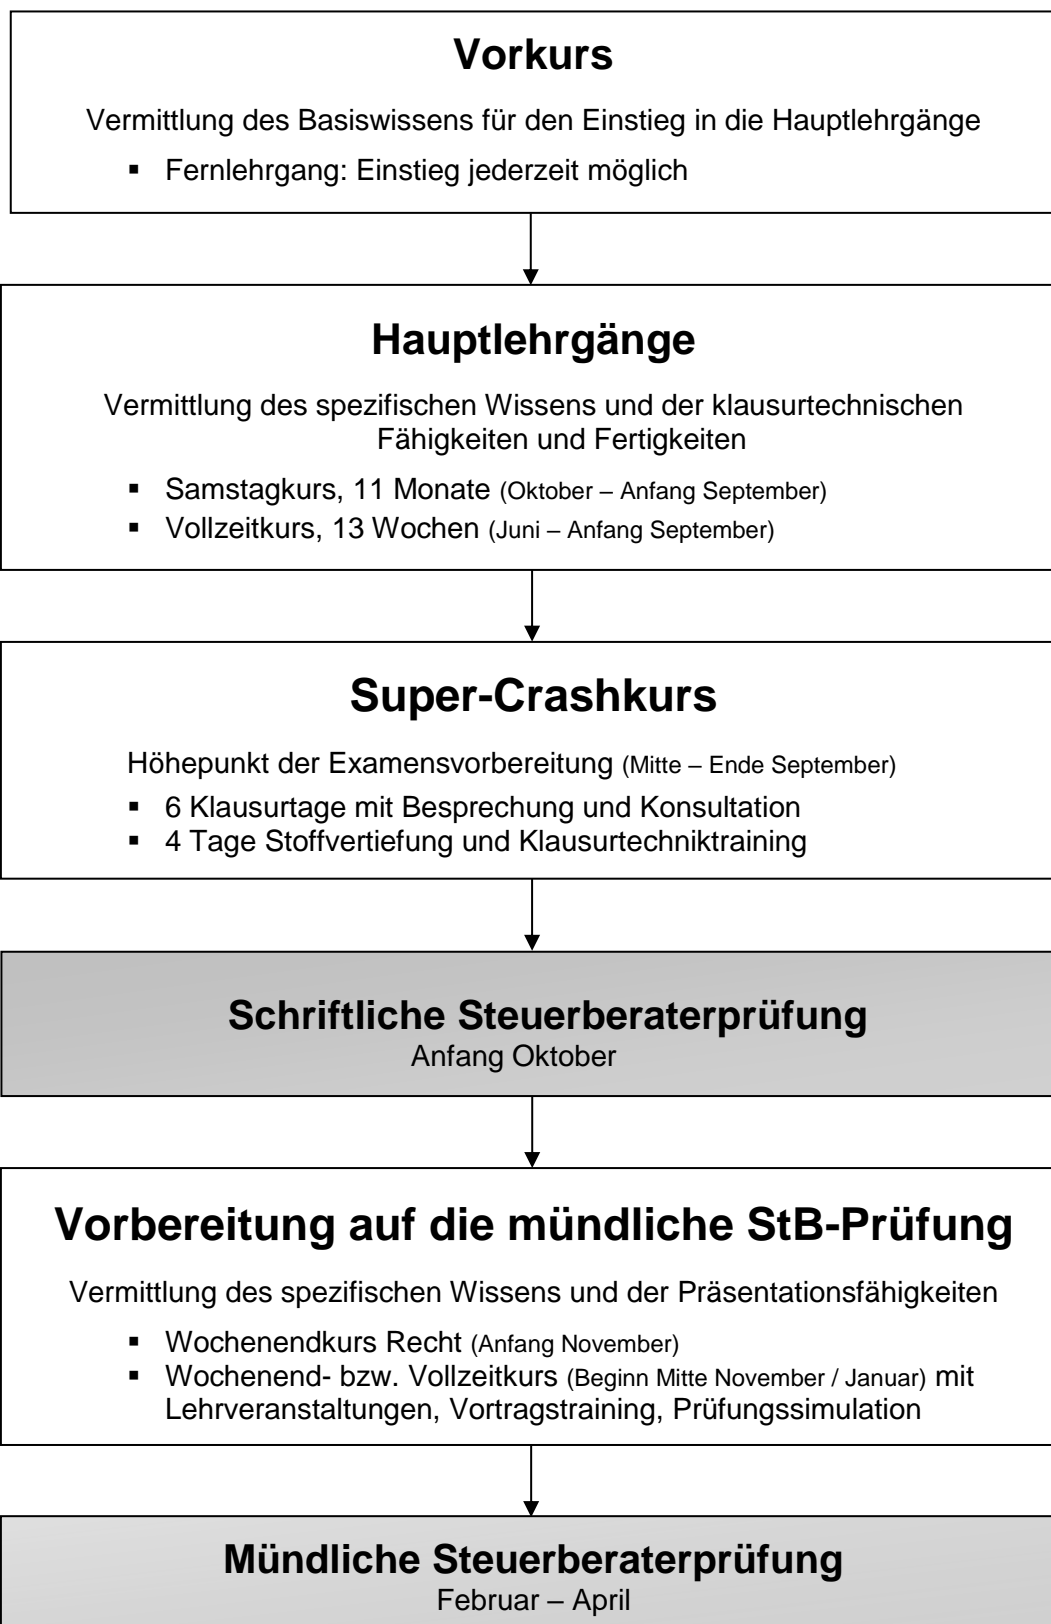 Vorkurs
Vermittlung des Basiswissens für den Einstieg in die Hauptlehrgänge
▪ Fernlehrgang: Einstieg jederzeit möglich
Hauptlehrgänge
Vermittlung des spezifischen Wissens und der klausurtechnischen
Fähigkeiten und Fertigkeiten
▪ Samstagkurs, 11 Monate (Oktober – Anfang September)
▪ Vollzeitkurs, 13 Wochen (Juni – Anfang September)
Super-Crashkurs
Höhepunkt der Examensvorbereitung (Mitte – Ende September)
▪ 6 Klausurtage mit Besprechung und Konsultation
▪ 4 Tage Stoffvertiefung und Klausurtechniktraining
Schriftliche Steuerberaterprüfung
Anfang Oktober
Vorbereitung auf die mündliche StB-Prüfung
Vermittlung des spezifischen Wissens und der Präsentationsfähigkeiten
▪ Wochenendkurs Recht (Anfang November)
▪ Wochenend- bzw. Vollzeitkurs (Beginn Mitte November / Januar) mit
Lehrveranstaltungen, Vortragstraining, Prüfungssimulation
Mündliche Steuerberaterprüfung
Februar – April